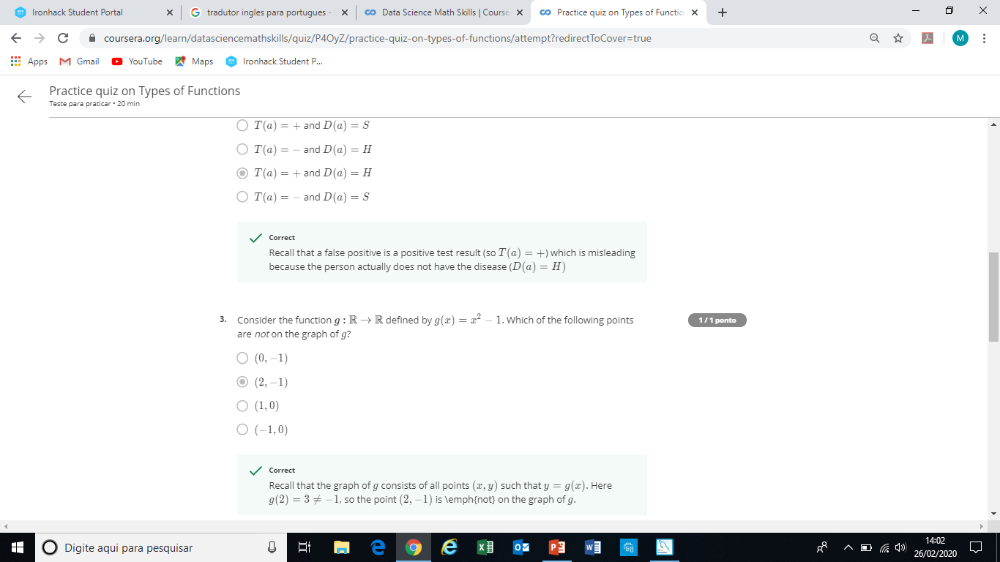 Ironhack Student Portal
tradutor ingles para portugues -
Data Science Math Skills | Course
Practice quiz on Types of Functio
coursera.org/learn/datasciencemathskills/quiz/P4OyZ/practice-quiz-on-types-of-functions/attempt?redirectToCover=true
M
Apps Gmail YouTube Maps Ironhack Student P...
Practice quiz on Types of Functions
Teste para praticar • 20 min
T(a) = + and D(a) = S
T(a) = − and D(a) = H
T(a) = + and D(a) = H
T(a) = − and D(a) = S
Correct
Recall that a false positive is a positive test result (so T(a) = +) which is misleading
because the person actually does not have the disease (D(a) = H)
3. Consider the function g : ℝ → ℝ defined by g(x) = x² − 1. Which of the following points
are not on the graph of g?
1 / 1 ponto
(0, −1)
(2, −1)
(1, 0)
(−1, 0)
Correct
Recall that the graph of g consists of all points (x, y) such that y = g(x). Here
g(2) = 3 ≠ −1, so the point (2, −1) is \emph{not} on the graph of g.
Digite aqui para pesquisar
14:02
26/02/2020